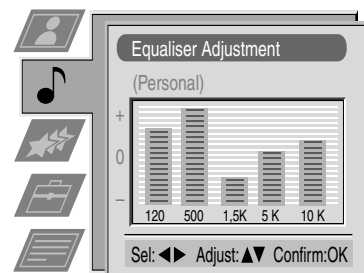 Equaliser Adjustment
(Personal)
+
0
–
120 500 1,5K 5 K 10 K
Sel: ◀▶ Adjust: ▲▼ Confirm:OK